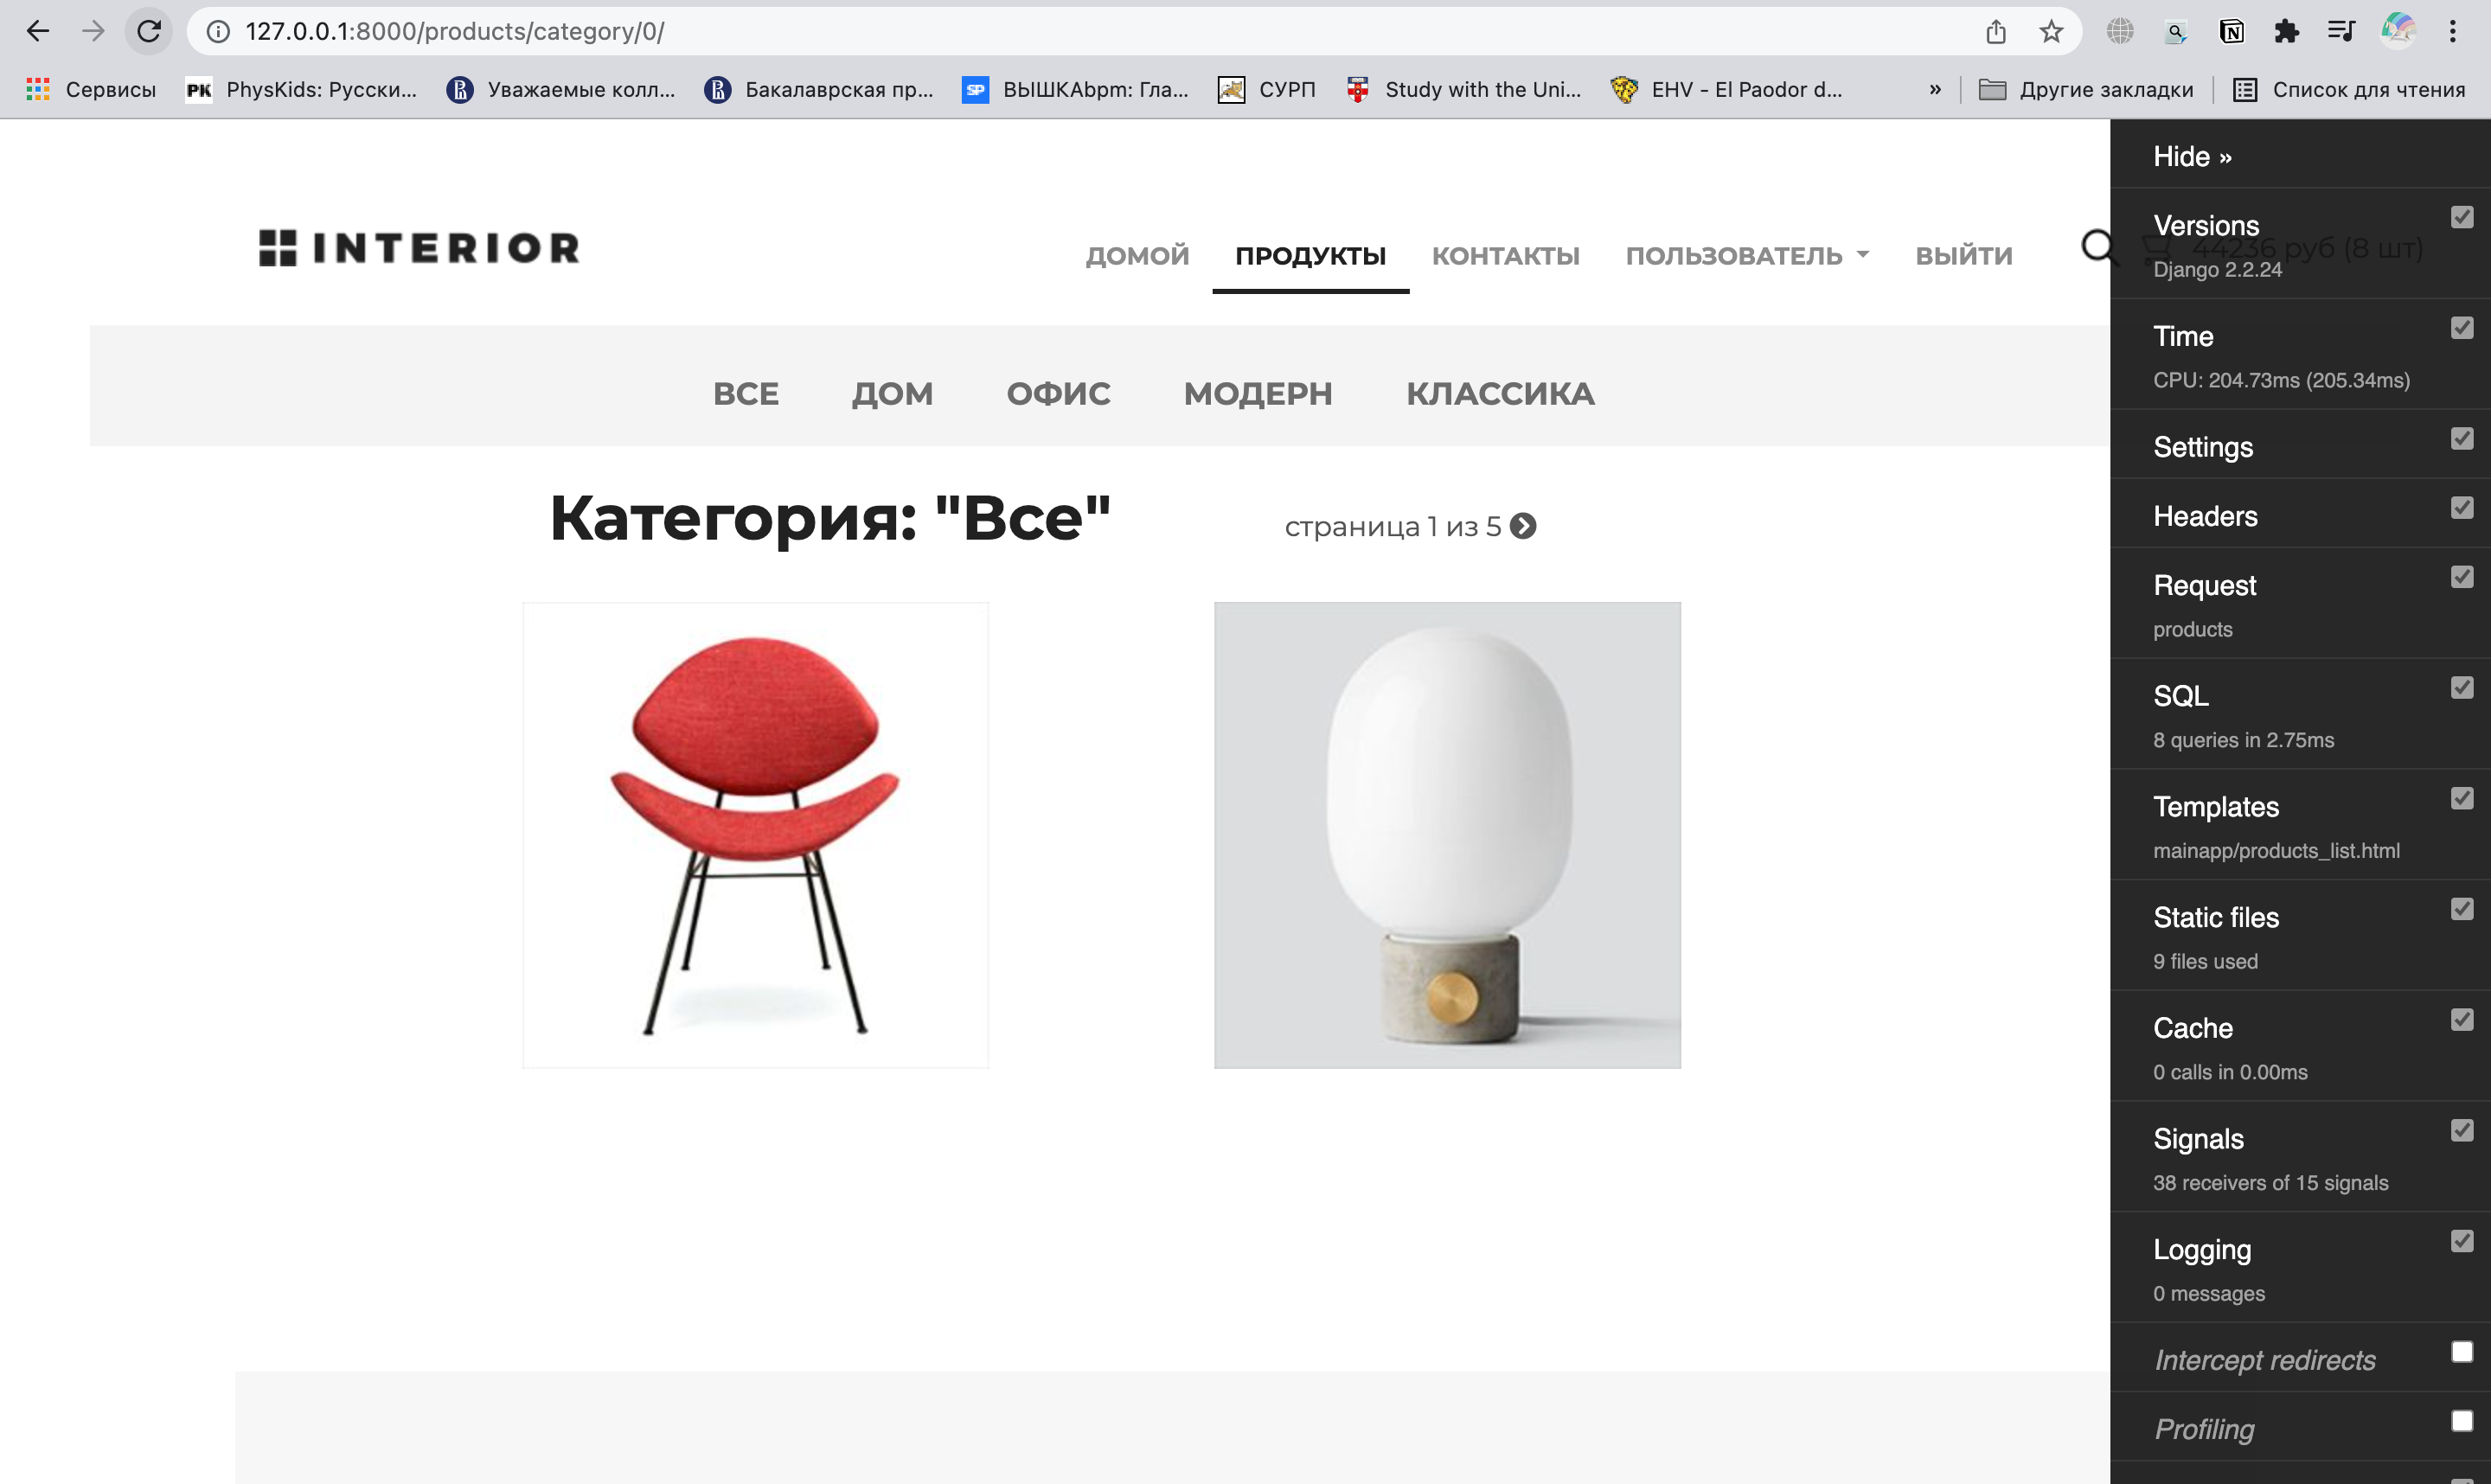 127.0.0.1:8000/products/category/0/
Сервисы PhysKids: Русски... Уважаемые колл... Бакалаврская пр... ВЫШКАbpm: Гла... СУРП Study with the Uni... EHV - El Paodor d... » Другие закладки Список для чтения
INTERIOR
ДОМОЙ ПРОДУКТЫ КОНТАКТЫ ПОЛЬЗОВАТЕЛЬ ВЫЙТИ 44236 руб (8 шт)
ВСЕ ДОМ ОФИС МОДЕРН КЛАССИКА
Категория: "Все"
страница 1 из 5
Hide »
Versions
Django 2.2.24
Time
CPU: 204.73ms (205.34ms)
Settings
Headers
Request
products
SQL
8 queries in 2.75ms
Templates
mainapp/products_list.html
Static files
9 files used
Cache
0 calls in 0.00ms
Signals
38 receivers of 15 signals
Logging
0 messages
Intercept redirects
Profiling